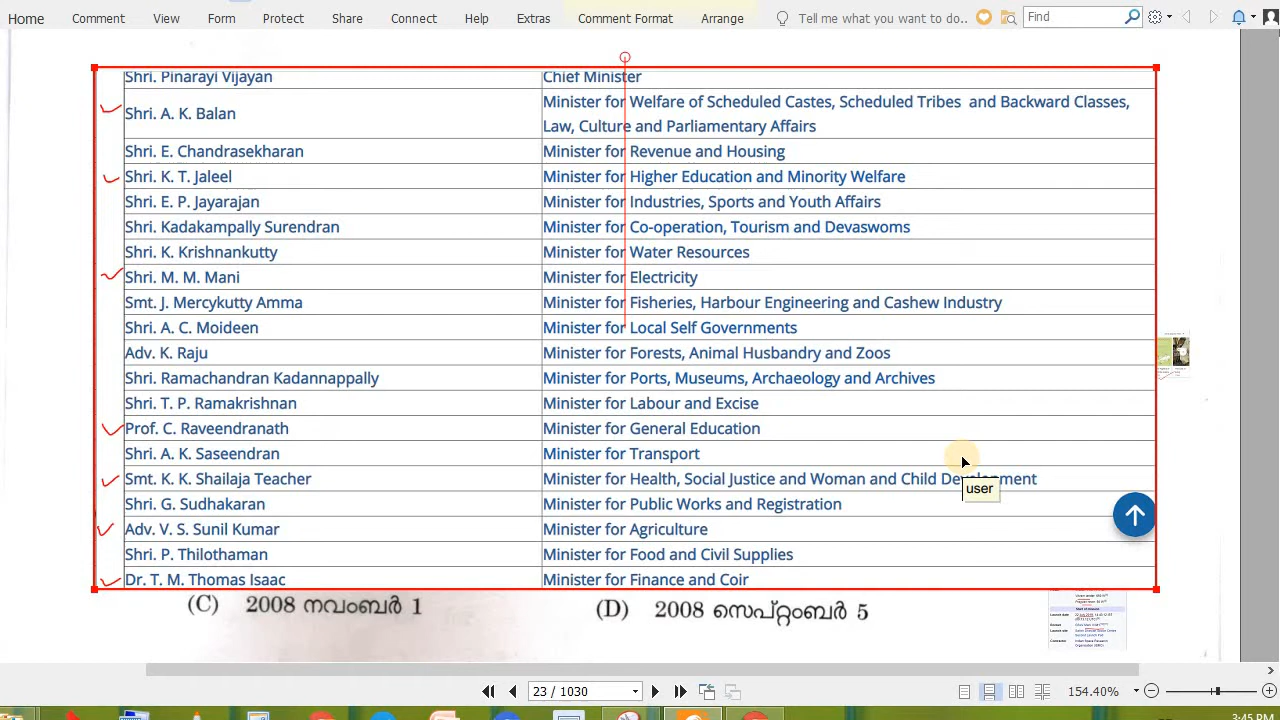 Home Comment View Form Protect Share Connect Help Extras Comment Format Arrange Tell me what you want to do.. Find
Shri. Pinarayi Vijayan Chief Minister
Shri. A. K. Balan Minister for Welfare of Scheduled Castes, Scheduled Tribes and Backward Classes,
Law, Culture and Parliamentary Affairs
Shri. E. Chandrasekharan Minister for Revenue and Housing
Shri. K. T. Jaleel Minister for Higher Education and Minority Welfare
Shri. E. P. Jayarajan Minister for Industries, Sports and Youth Affairs
Shri. Kadakampally Surendran Minister for Co-operation, Tourism and Devaswoms
Shri. K. Krishnankutty Minister for Water Resources
Shri. M. M. Mani Minister for Electricity
Smt. J. Mercykutty Amma Minister for Fisheries, Harbour Engineering and Cashew Industry
Shri. A. C. Moideen Minister for Local Self Governments
Adv. K. Raju Minister for Forests, Animal Husbandry and Zoos
Shri. Ramachandran Kadannappally Minister for Ports, Museums, Archaeology and Archives
Shri. T. P. Ramakrishnan Minister for Labour and Excise
Prof. C. Raveendranath Minister for General Education
Shri. A. K. Saseendran Minister for Transport
Smt. K. K. Shailaja Teacher Minister for Health, Social Justice and Woman and Child Development
user
Shri. G. Sudhakaran Minister for Public Works and Registration
Adv. V. S. Sunil Kumar Minister for Agriculture
Shri. P. Thilothaman Minister for Food and Civil Supplies
Dr. T. M. Thomas Isaac Minister for Finance and Coir
(C) 2008 നവംബർ 1 (D) 2008 സെപ്റ്റംബർ 5
23 / 1030 154.40%
3:45 PM